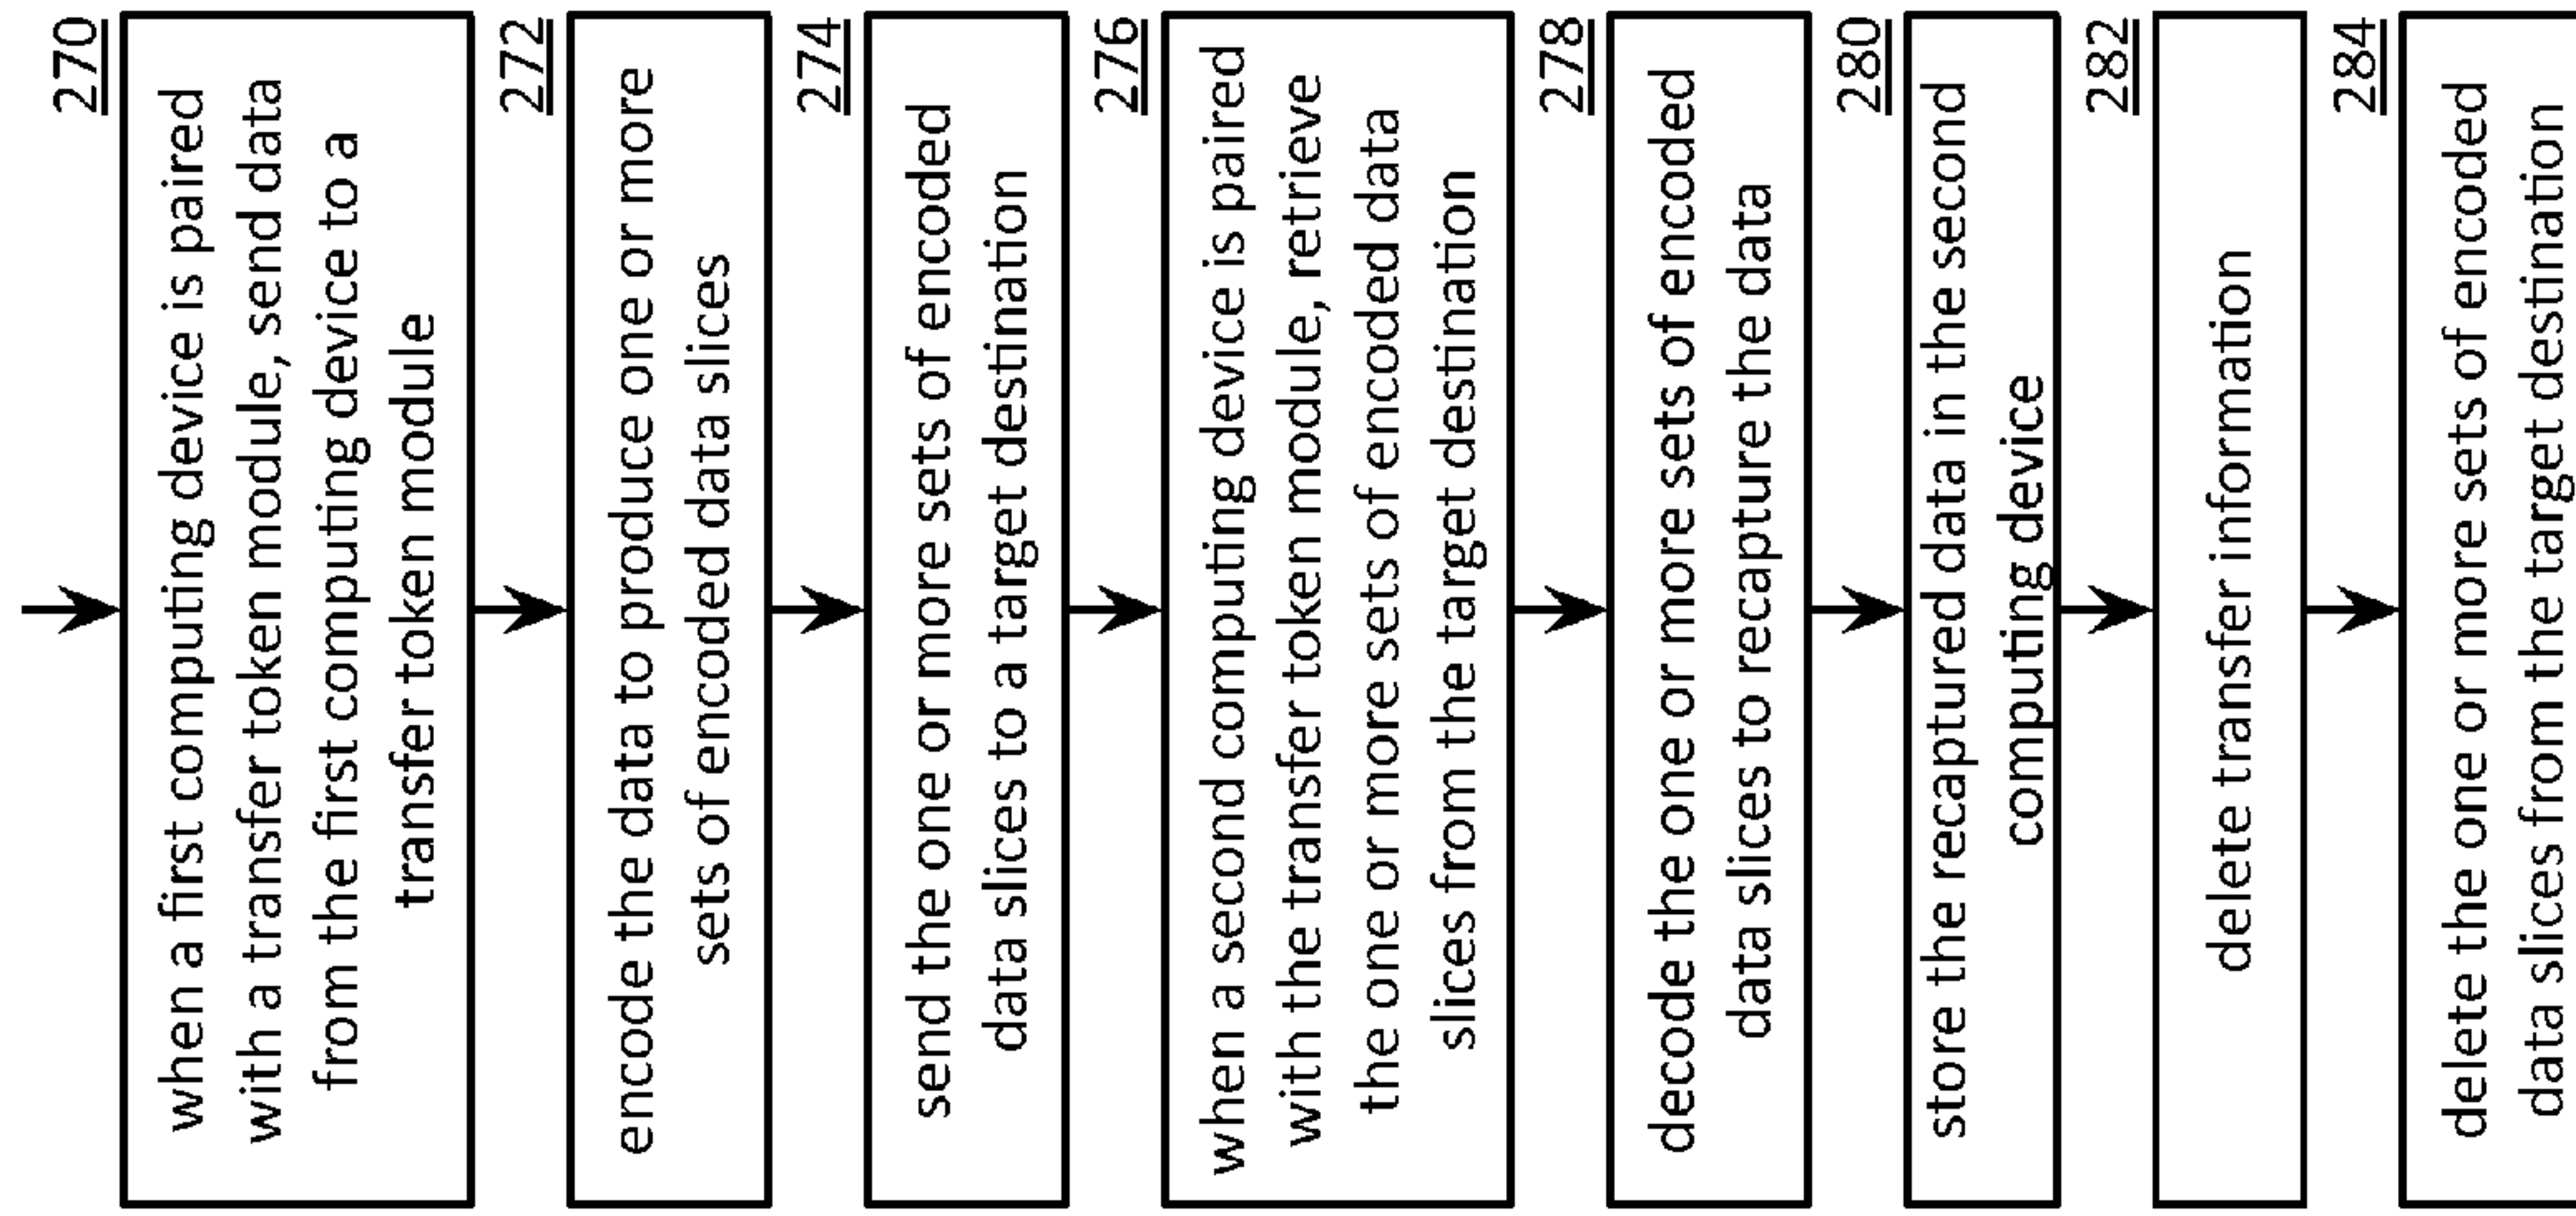 270
when a first computing device is paired
with a transfer token module, send data
from the first computing device to a
transfer token module
272
encode the data to produce one or more
sets of encoded data slices
274
send the one or more sets of encoded
data slices to a target destination
276
when a second computing device is paired
with the transfer token module, retrieve
the one or more sets of encoded data
slices from the target destination
278
decode the one or more sets of encoded
data slices to recapture the data
280
store the recaptured data in the second
computing device
282
delete transfer information
284
delete the one or more sets of encoded
data slices from the target destination